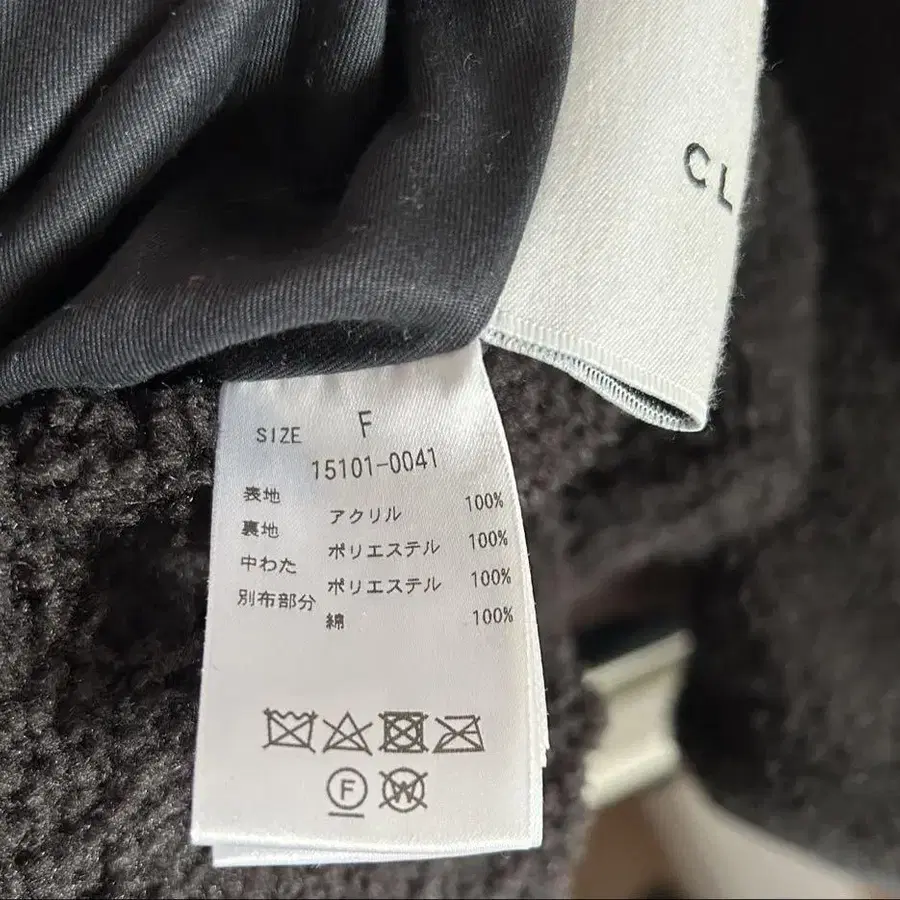 CL
SIZE F
15101-0041
表地 アクリル 100%
裏地 ポリエステル 100%
中わた ポリエステル 100%
別布部分 綿 100%
F W